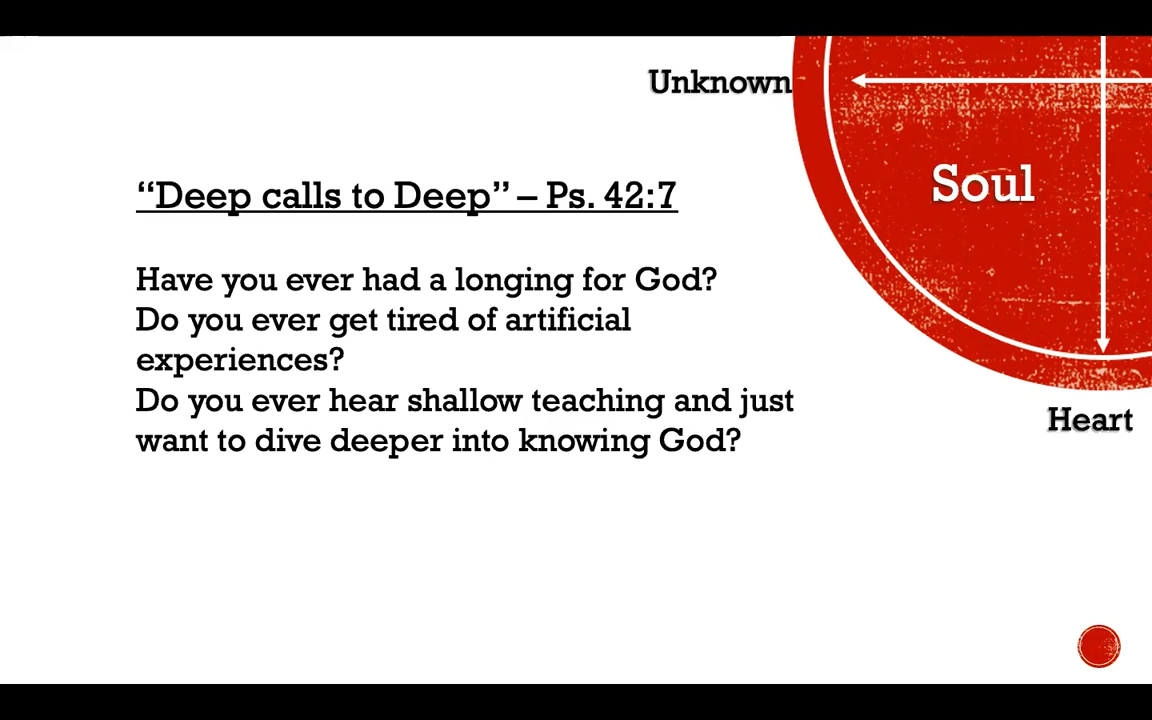 Unknown
Soul
“Deep calls to Deep” – Ps. 42:7
Have you ever had a longing for God?
Do you ever get tired of artificial
experiences?
Do you ever hear shallow teaching and just
want to dive deeper into knowing God?
Heart